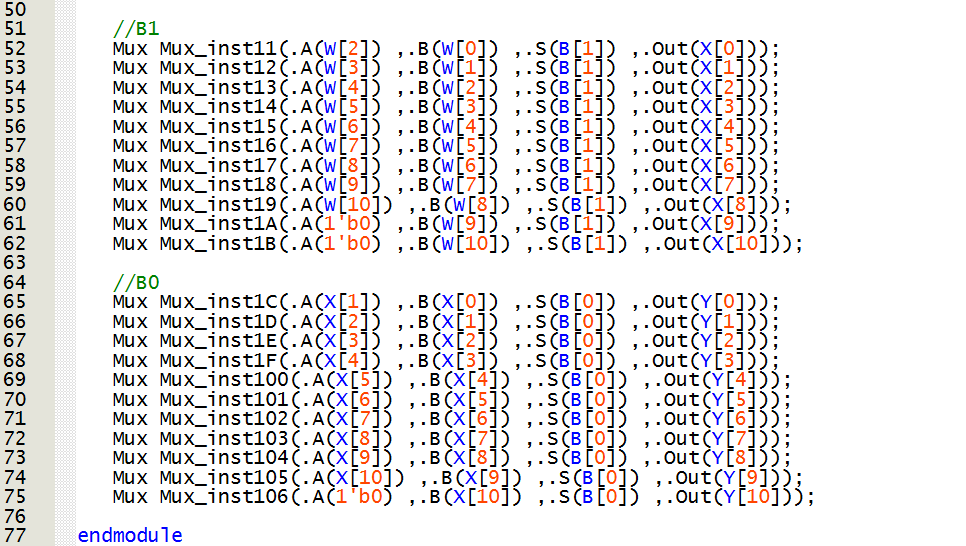 50
51 //B1
52 Mux Mux_inst11(.A(W[2]) ,.B(W[0]) ,.S(B[1]) ,.Out(X[0]));
53 Mux Mux_inst12(.A(W[3]) ,.B(W[1]) ,.S(B[1]) ,.Out(X[1]));
54 Mux Mux_inst13(.A(W[4]) ,.B(W[2]) ,.S(B[1]) ,.Out(X[2]));
55 Mux Mux_inst14(.A(W[5]) ,.B(W[3]) ,.S(B[1]) ,.Out(X[3]));
56 Mux Mux_inst15(.A(W[6]) ,.B(W[4]) ,.S(B[1]) ,.Out(X[4]));
57 Mux Mux_inst16(.A(W[7]) ,.B(W[5]) ,.S(B[1]) ,.Out(X[5]));
58 Mux Mux_inst17(.A(W[8]) ,.B(W[6]) ,.S(B[1]) ,.Out(X[6]));
59 Mux Mux_inst18(.A(W[9]) ,.B(W[7]) ,.S(B[1]) ,.Out(X[7]));
60 Mux Mux_inst19(.A(W[10]) ,.B(W[8]) ,.S(B[1]) ,.Out(X[8]));
61 Mux Mux_inst1A(.A(1'b0) ,.B(W[9]) ,.S(B[1]) ,.Out(X[9]));
62 Mux Mux_inst1B(.A(1'b0) ,.B(W[10]) ,.S(B[1]) ,.Out(X[10]));
63
64 //B0
65 Mux Mux_inst1C(.A(X[1]) ,.B(X[0]) ,.S(B[0]) ,.Out(Y[0]));
66 Mux Mux_inst1D(.A(X[2]) ,.B(X[1]) ,.S(B[0]) ,.Out(Y[1]));
67 Mux Mux_inst1E(.A(X[3]) ,.B(X[2]) ,.S(B[0]) ,.Out(Y[2]));
68 Mux Mux_inst1F(.A(X[4]) ,.B(X[3]) ,.S(B[0]) ,.Out(Y[3]));
69 Mux Mux_inst100(.A(X[5]) ,.B(X[4]) ,.S(B[0]) ,.Out(Y[4]));
70 Mux Mux_inst101(.A(X[6]) ,.B(X[5]) ,.S(B[0]) ,.Out(Y[5]));
71 Mux Mux_inst102(.A(X[7]) ,.B(X[6]) ,.S(B[0]) ,.Out(Y[6]));
72 Mux Mux_inst103(.A(X[8]) ,.B(X[7]) ,.S(B[0]) ,.Out(Y[7]));
73 Mux Mux_inst104(.A(X[9]) ,.B(X[8]) ,.S(B[0]) ,.Out(Y[8]));
74 Mux Mux_inst105(.A(X[10]) ,.B(X[9]) ,.S(B[0]) ,.Out(Y[9]));
75 Mux Mux_inst106(.A(1'b0) ,.B(X[10]) ,.S(B[0]) ,.Out(Y[10]));
76
77 endmodule